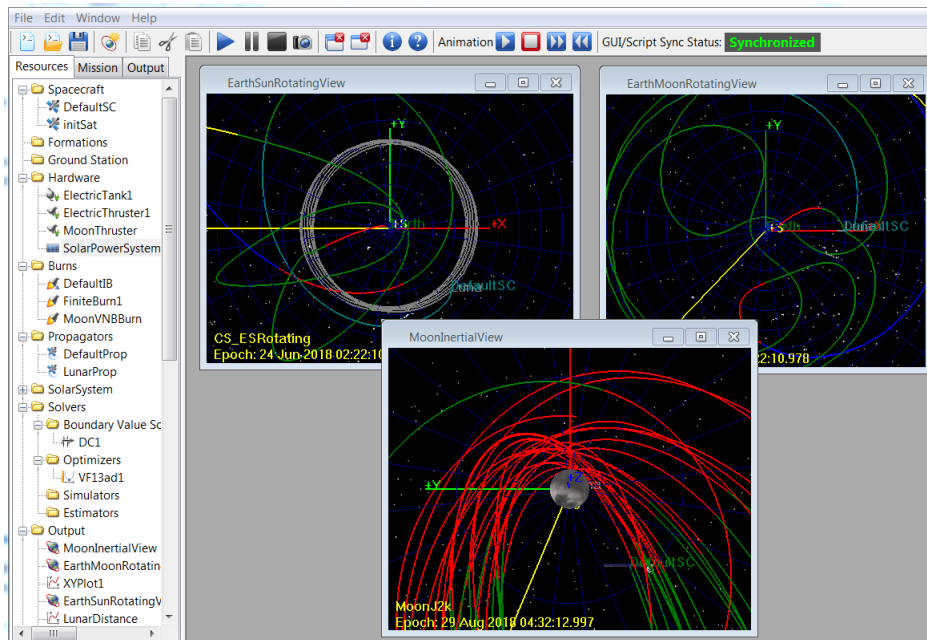 File Edit Window Help
Animation GUI/Script Sync Status: Synchronized
Resources Mission Output
Spacecraft
DefaultSC
initSat
Formations
Ground Station
Hardware
ElectricTank1
ElectricThruster1
MoonThruster
SolarPowerSystem
Burns
DefaultIB
FiniteBurn1
MoonVNBBurn
Propagators
DefaultProp
LunarProp
SolarSystem
Solvers
Boundary Value Sc
DC1
Optimizers
VF13ad1
Simulators
Estimators
Output
MoonInertialView
EarthMoonRotatin
XYPlot1
EarthSunRotatingV
LunarDistance
EarthSunRotatingView
+Y
+X
DefaultSC
Luna
CS_ESRotating
Epoch: 24 Jun 2018 02:22:10
EarthMoonRotatingView
+Y
2:10.978
MoonInertialView
+Y
+Z
DefaultSC
MoonJ2k
Epoch: 29 Aug 2018 04:32:12.997